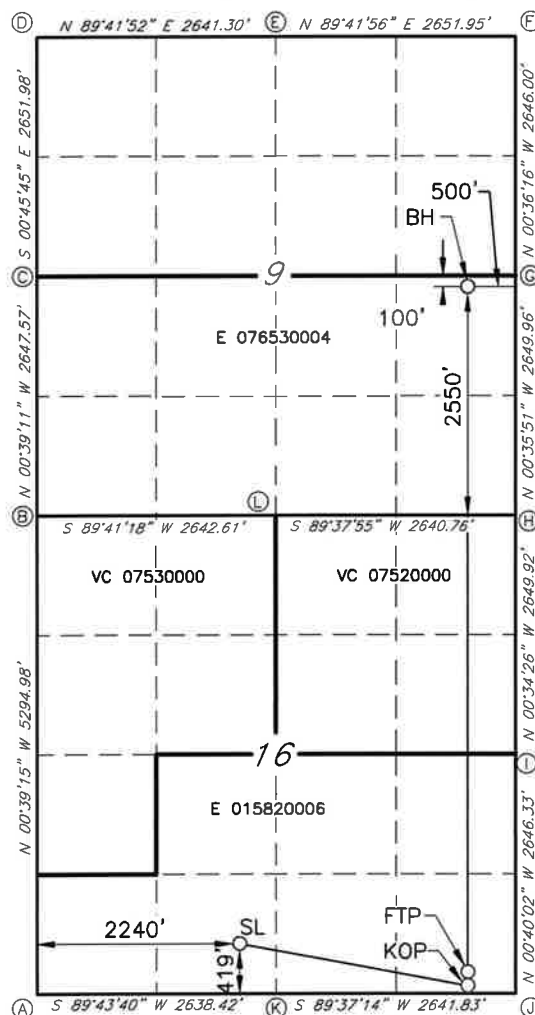 D N 89°41'52" E 2641.30' E N 89°41'56" E 2651.95' F
S 00°45'45" E 2651.98'
N 00°36'16" W 2646.00'
500'
BH
C 9 G
100'
E 076530004
N 00°39'11" W 2647.57'
2550'
N 00°35'51" W 2649.96'
L
B S 89°41'18" W 2642.61' S 89°37'55" W 2640.76' H
VC 07530000 VC 07520000
N 00°34'26" W 2649.92'
N 00°39'15" W 5294.98'
16 I
E 015820006
N 00°40'02" W 2646.33'
2240' SL
419'
FTP
KOP
A S 89°43'40" W 2638.42' K S 89°37'14" W 2641.83' J